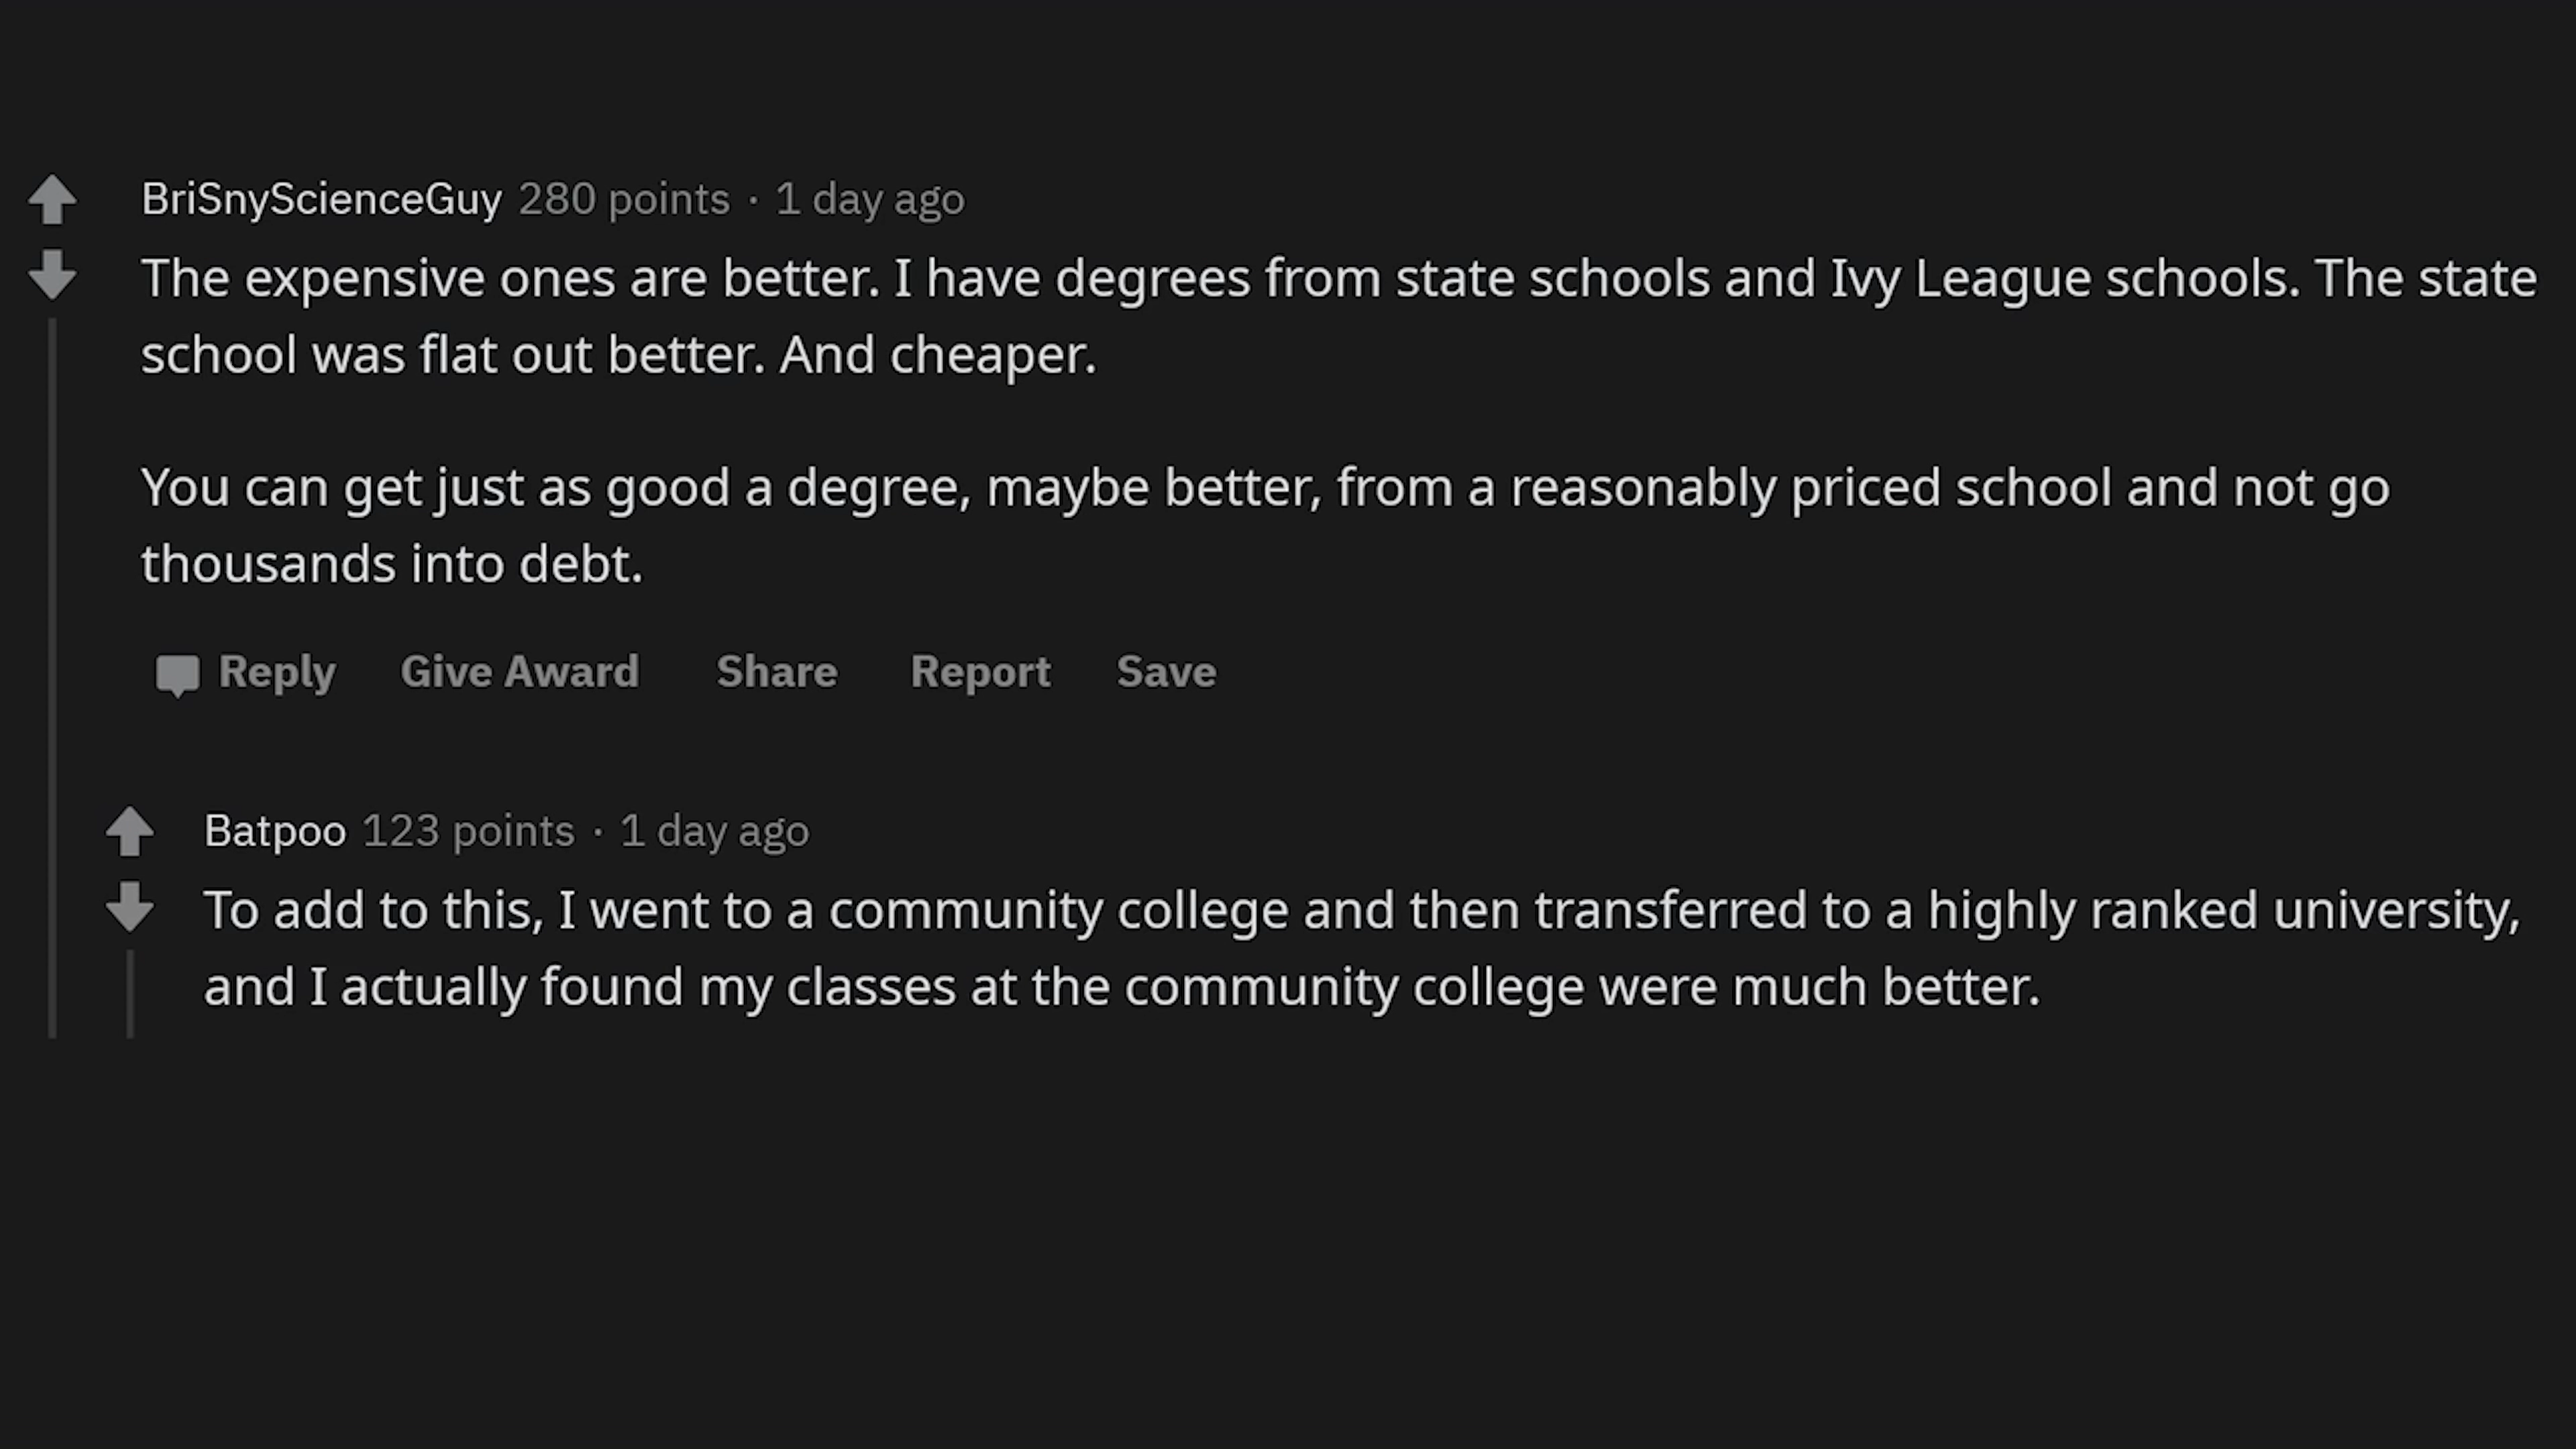 BriSnyScienceGuy 280 points · 1 day ago
The expensive ones are better. I have degrees from state schools and Ivy League schools. The state
school was flat out better. And cheaper.
You can get just as good a degree, maybe better, from a reasonably priced school and not go
thousands into debt.
Reply Give Award Share Report Save
Batpoo 123 points · 1 day ago
To add to this, I went to a community college and then transferred to a highly ranked university,
and I actually found my classes at the community college were much better.